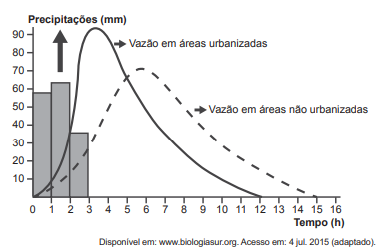 Precipitações (mm)
90
80
70
60
50
40
30
20
10
Vazão em áreas urbanizadas
Vazão em áreas não urbanizadas
0 1 2 3 4 5 6 7 8 9 10 11 12 13 14 15 16
Tempo (h)
Disponível em: www.biologiasur.org. Acesso em: 4 jul. 2015 (adaptado).